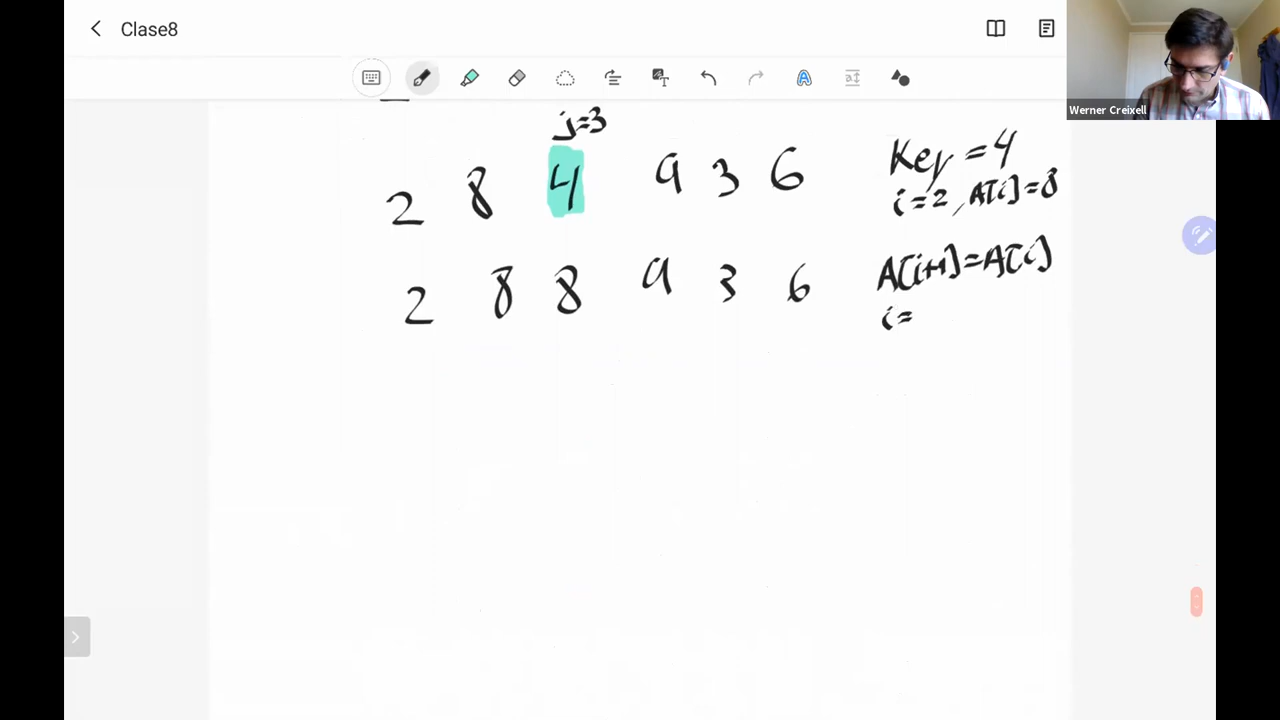 Clase8
Werner Creixell
j=3
2 8 4 9 3 6
Key = 4
i=2, A[i]=8
2 8 8 9 3 6
A[i+1]=A[i]
i=